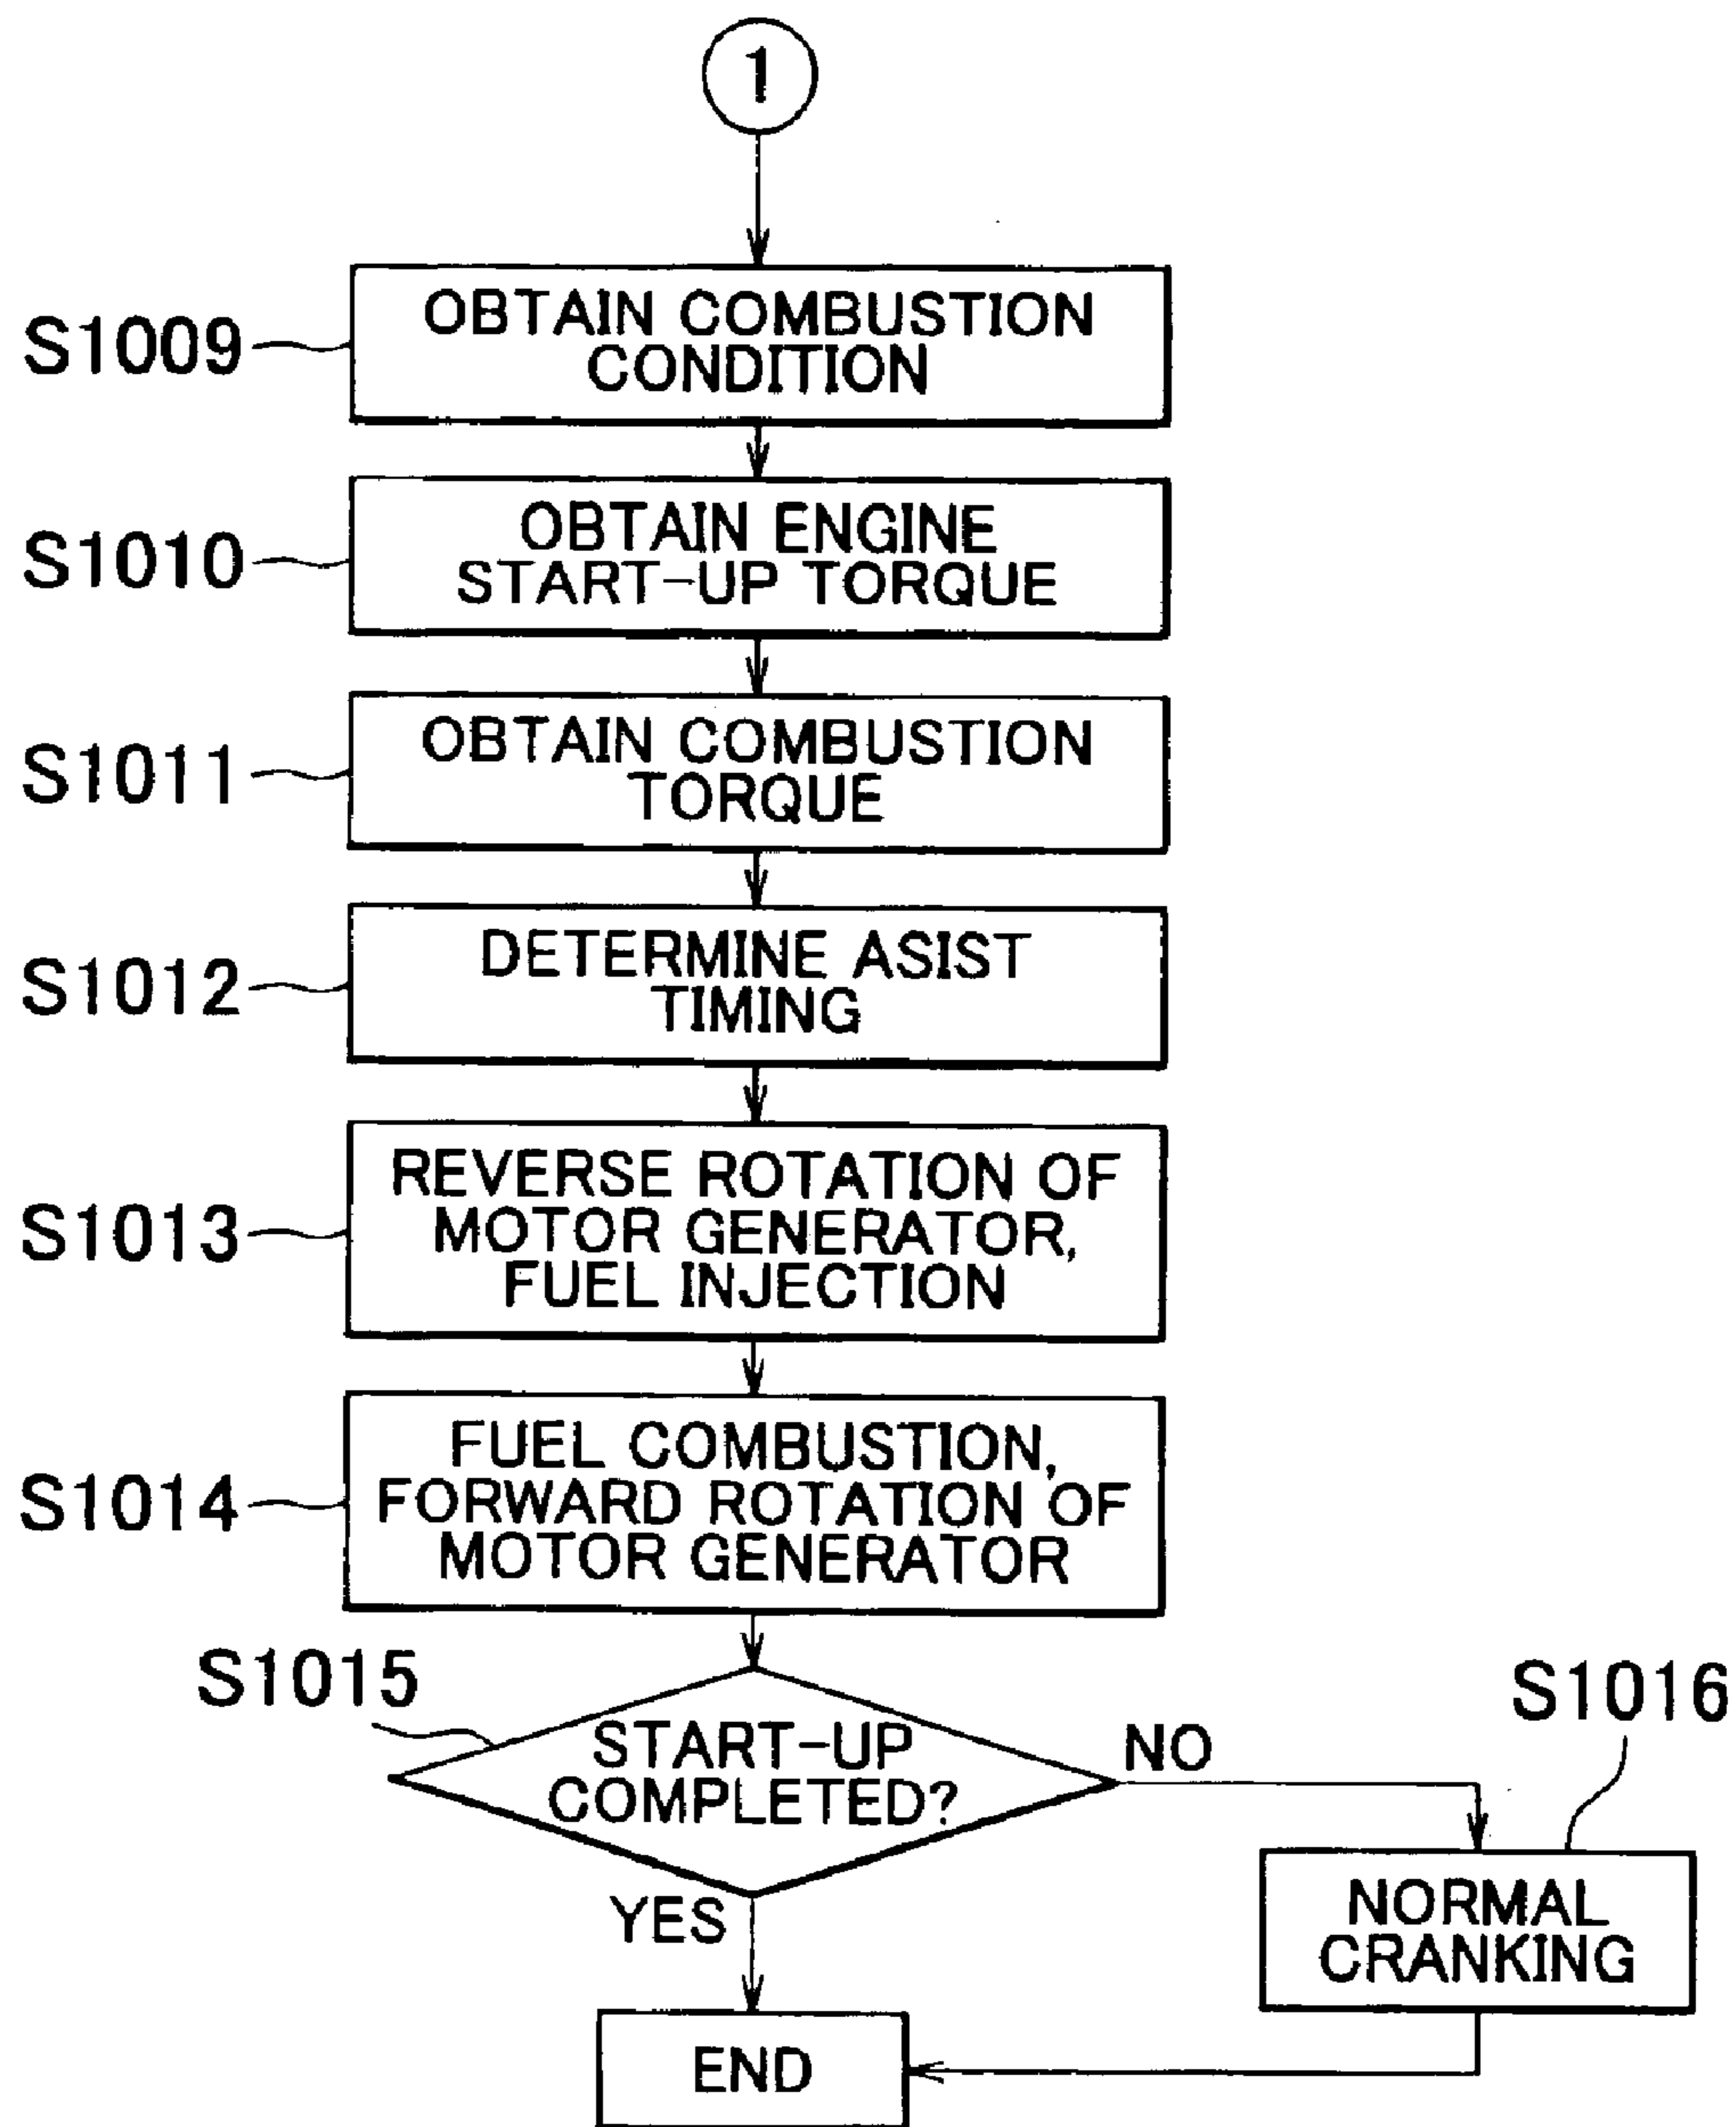 1
S1009
OBTAIN COMBUSTION
CONDITION
S1010
OBTAIN ENGINE
START-UP TORQUE
S1011
OBTAIN COMBUSTION
TORQUE
S1012
DETERMINE ASIST
TIMING
S1013
REVERSE ROTATION OF
MOTOR GENERATOR,
FUEL INJECTION
S1014
FUEL COMBUSTION,
FORWARD ROTATION OF
MOTOR GENERATOR
S1015
START-UP
COMPLETED?
NO
S1016
NORMAL
CRANKING
YES
END